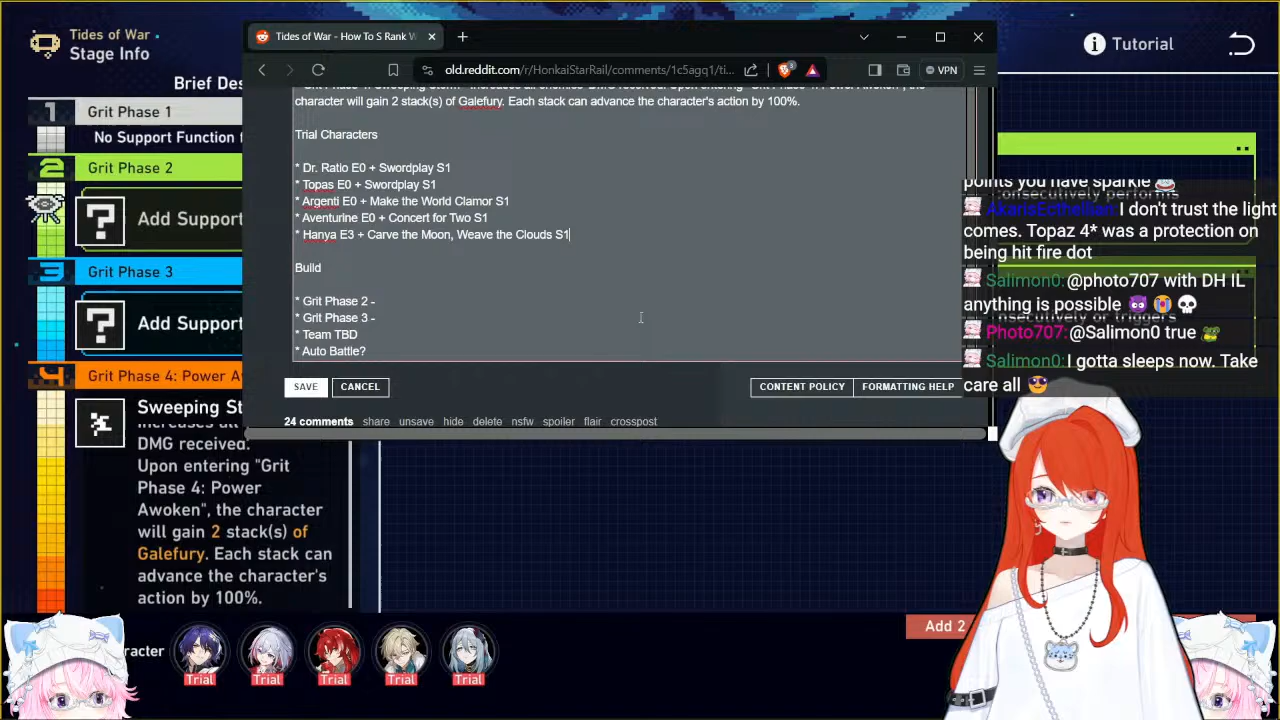 Tides of War
Stage Info
Brief Des
1
Grit Phase 1
No Support Function f
2
Grit Phase 2
?
Add Support
3
Grit Phase 3
?
Add Support
4
Grit Phase 4: Power Aw
Sweeping St
DMG received.
Upon entering "Grit
Phase 4: Power
Awoken", the character
will gain 2 stack(s) of
Galefury. Each stack can
advance the character's
action by 100%.
Tides of War - How To S Rank W
old.reddit.com/r/HonkaiStarRail/comments/1c5agq1/ti...
VPN
character will gain 2 stack(s) of Galefury. Each stack can advance the character's action by 100%.
Trial Characters
* Dr. Ratio E0 + Swordplay S1
* Topas E0 + Swordplay S1
* Argenti E0 + Make the World Clamor S1
* Aventurine E0 + Concert for Two S1
* Hanya E3 + Carve the Moon, Weave the Clouds S1
Build
* Grit Phase 2 -
* Grit Phase 3 -
* Team TBD
* Auto Battle?
SAVE
CANCEL
CONTENT POLICY
FORMATTING HELP
24 comments share unsave hide delete nsfw spoiler flair crosspost
Tutorial
points you have sparkle
AkarisEcthellian: I don't trust the light
comes. Topaz 4* was a protection on
being hit fire dot
Salimon0: @photo707 with DH IL
anything is possible
Photo707: @Salimon0 true
Salimon0: I gotta sleeps now. Take
care all
Add 2
Trial
Trial
Trial
Trial
Trial